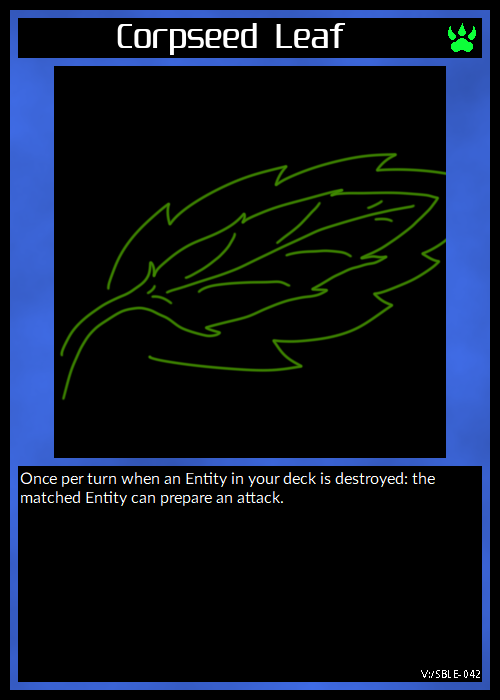 Corpseed Leaf
Once per turn when an Entity in your deck is destroyed: the
matched Entity can prepare an attack.
V:/SBLE-042